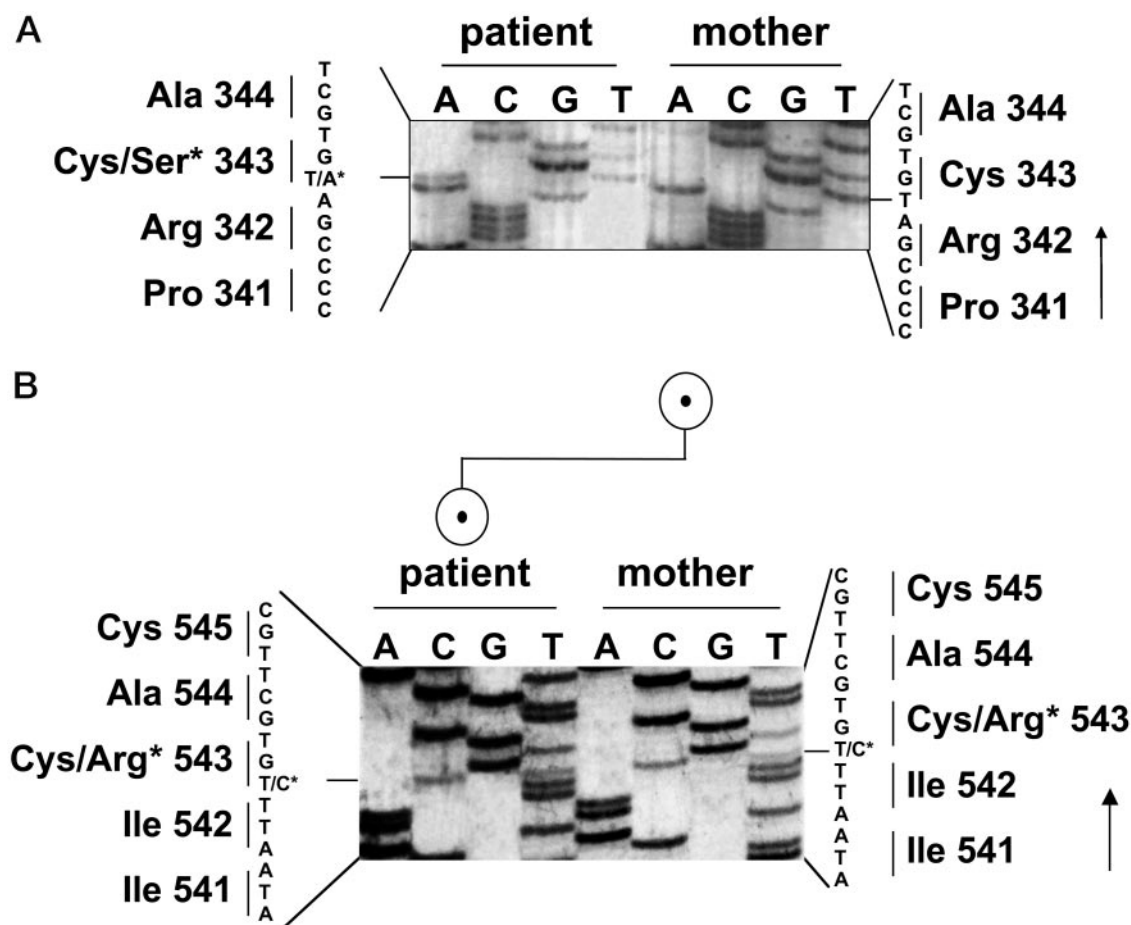 A
patient mother
A C G T A C G T
Ala 344
Cys/Ser* 343
Arg 342
Pro 341
T
C
G
T
G
T/A*
A
G
C
C
C
C
T
C
G
T
G
T
A
G
C
C
C
C
Ala 344
Cys 343
Arg 342
Pro 341
B
patient mother
A C G T A C G T
Cys 545
Ala 544
Cys/Arg* 543
Ile 542
Ile 541
C
G
T
T
C
G
T
G
T/C*
T
T
A
A
T
A
C
G
T
T
C
G
T
G
T/C*
T
T
A
A
T
A
Cys 545
Ala 544
Cys/Arg* 543
Ile 542
Ile 541